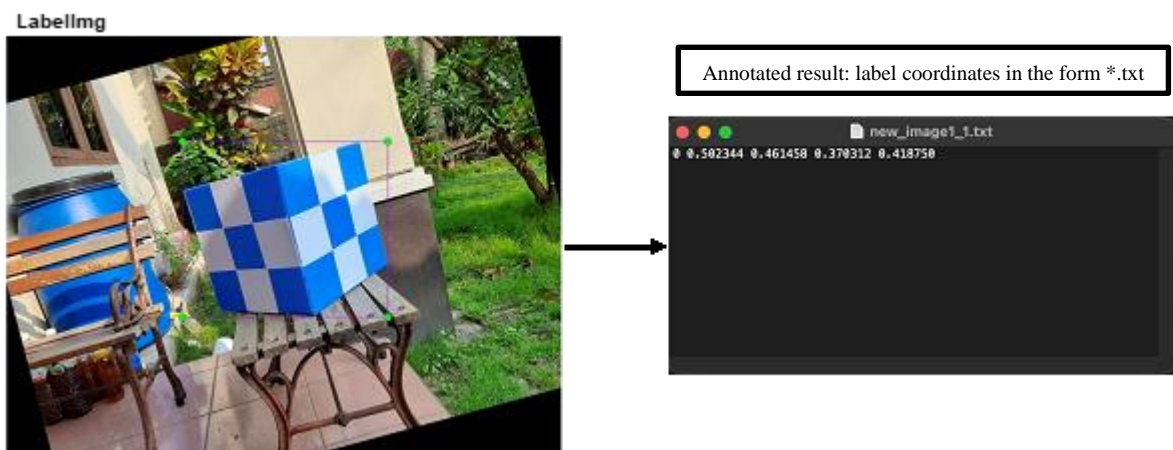 LabelImg
Annotated result: label coordinates in the form *.txt
new_image1_1.txt
0 0.502344 0.461458 0.370312 0.418750